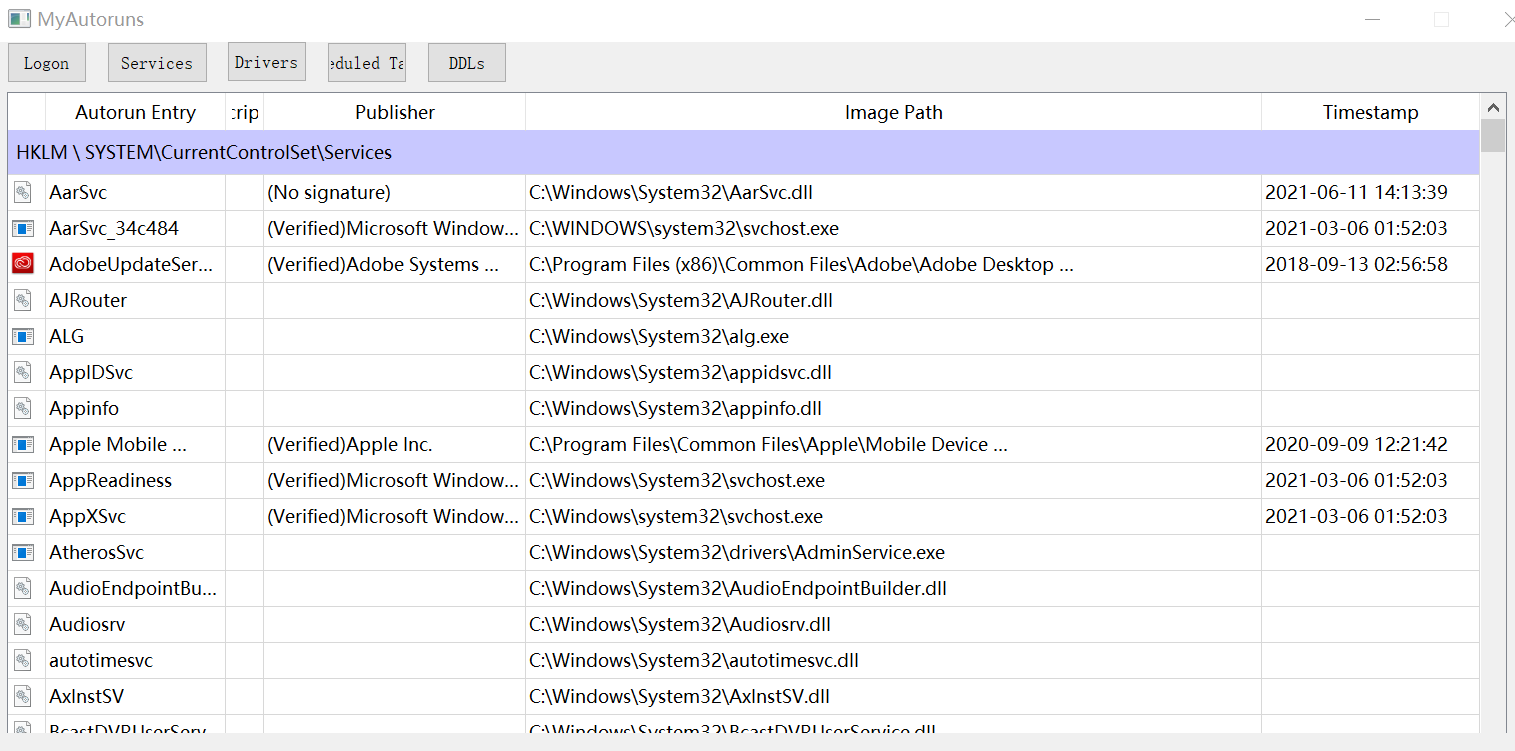 MyAutoruns
Logon Services Drivers eduled Ta DDLs
Autorun Entry crip Publisher Image Path Timestamp
HKLM \ SYSTEM\CurrentControlSet\Services
AarSvc (No signature) C:\Windows\System32\AarSvc.dll 2021-06-11 14:13:39
AarSvc_34c484 (Verified)Microsoft Window... C:\WINDOWS\system32\svchost.exe 2021-03-06 01:52:03
AdobeUpdateSer... (Verified)Adobe Systems ... C:\Program Files (x86)\Common Files\Adobe\Adobe Desktop ... 2018-09-13 02:56:58
AJRouter C:\Windows\System32\AJRouter.dll
ALG C:\Windows\System32\alg.exe
AppIDSvc C:\Windows\System32\appidsvc.dll
Appinfo C:\Windows\System32\appinfo.dll
Apple Mobile ... (Verified)Apple Inc. C:\Program Files\Common Files\Apple\Mobile Device ... 2020-09-09 12:21:42
AppReadiness (Verified)Microsoft Window... C:\Windows\System32\svchost.exe 2021-03-06 01:52:03
AppXSvc (Verified)Microsoft Window... C:\Windows\system32\svchost.exe 2021-03-06 01:52:03
AtherosSvc C:\Windows\System32\drivers\AdminService.exe
AudioEndpointBu... C:\Windows\System32\AudioEndpointBuilder.dll
Audiosrv C:\Windows\System32\Audiosrv.dll
autotimesvc C:\Windows\System32\autotimesvc.dll
AxInstSV C:\Windows\System32\AxInstSV.dll
BcastDVRUserServ... C:\Windows\System32\BcastDVRUserService.dll